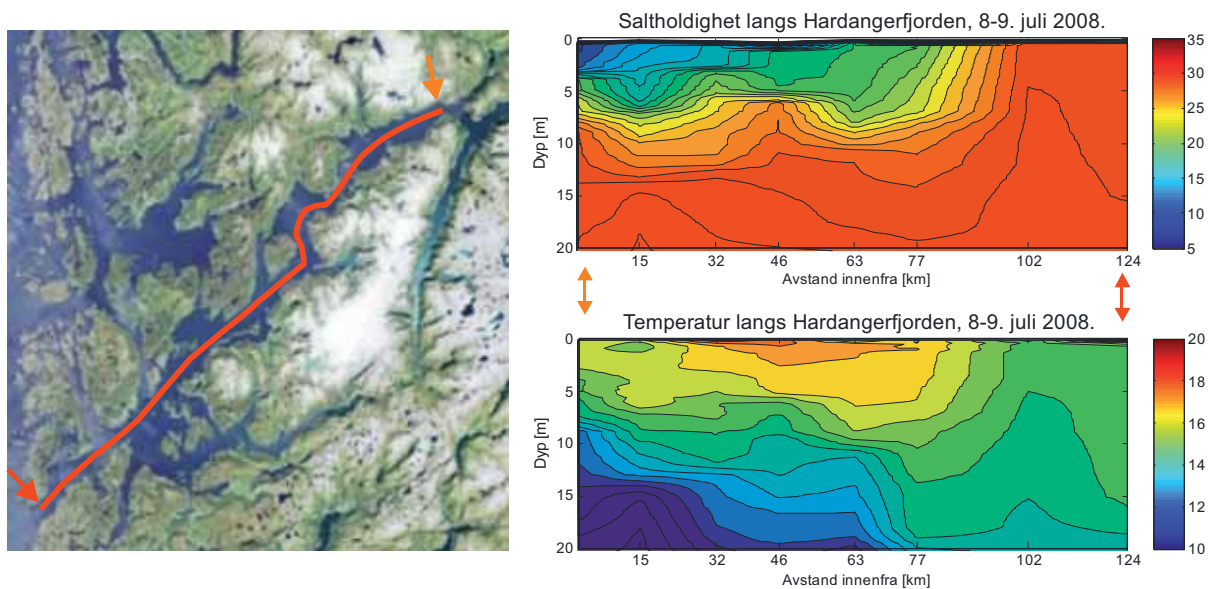 Saltholdighet langs Hardangerfjorden, 8-9. juli 2008.
0
5
10
15
20
Dyp [m]
15 32 46 63 77 102 124
Avstand innenfra [km]
35
30
25
20
15
10
5
Temperatur langs Hardangerfjorden, 8-9. juli 2008.
0
5
10
15
20
Dyp [m]
15 32 46 63 77 102 124
Avstand innenfra [km]
20
18
16
14
12
10